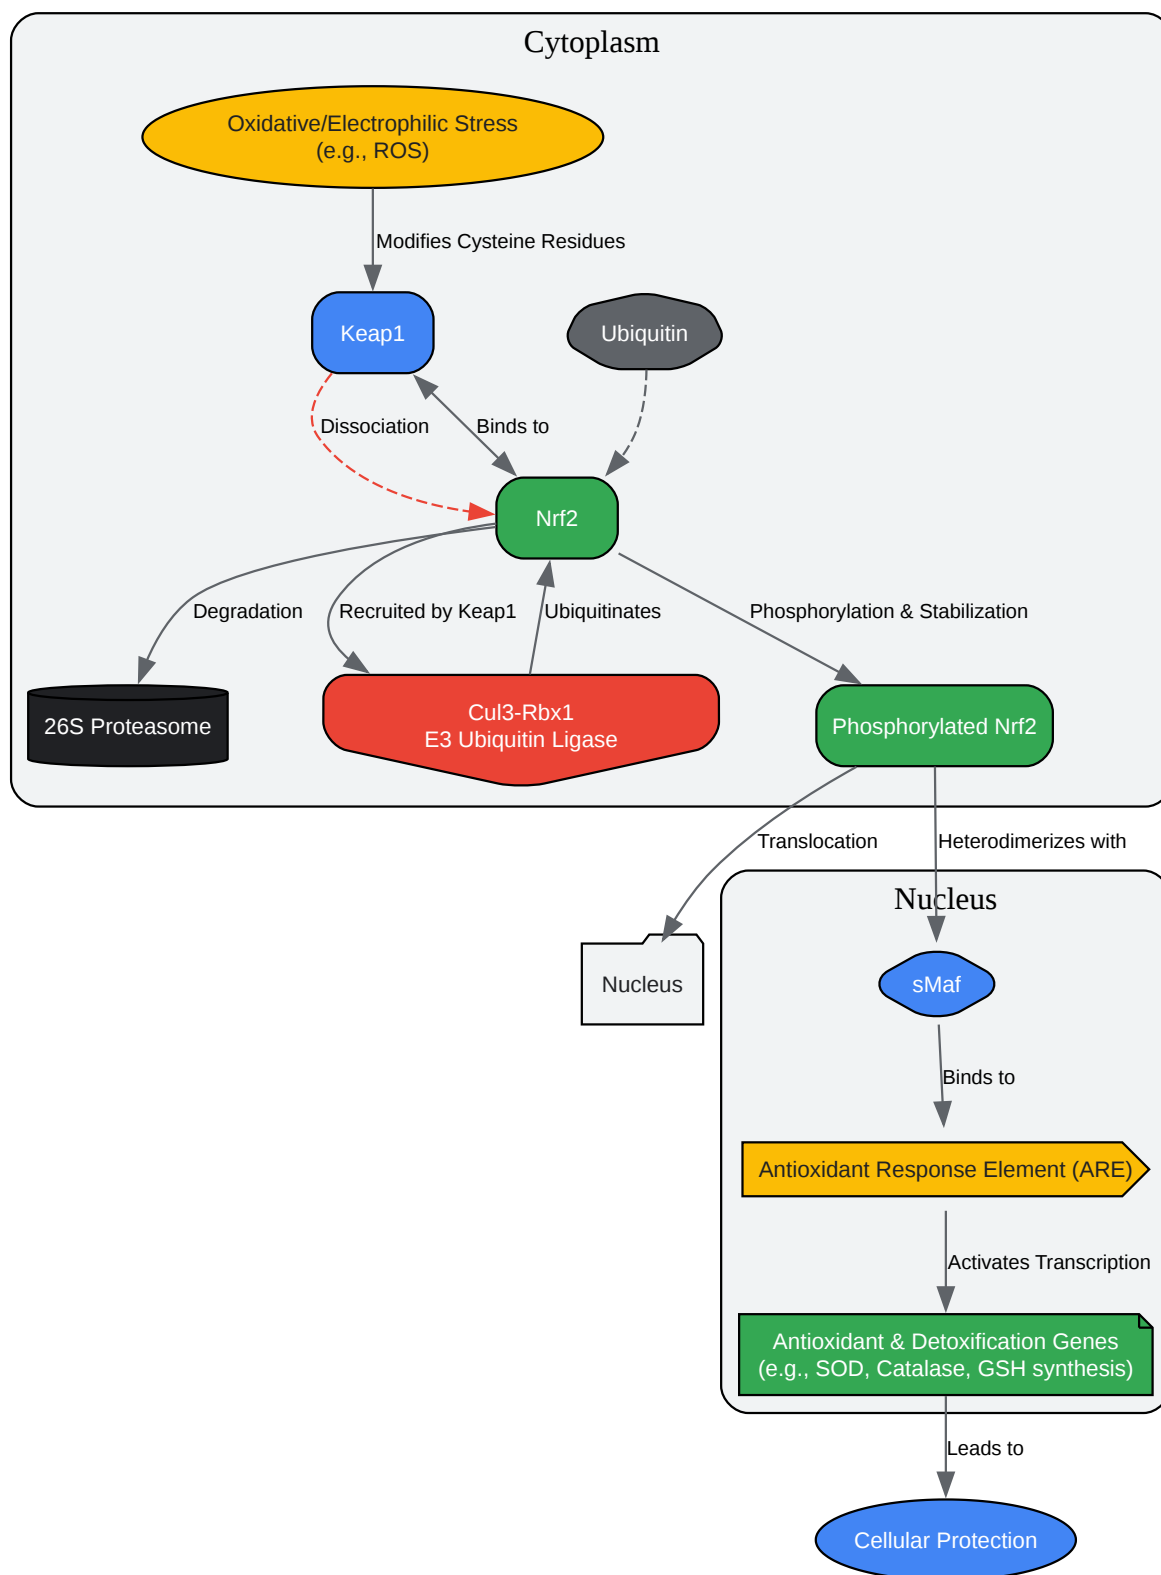 Cytoplasm
Oxidative/Electrophilic Stress
(e.g., ROS)
Modifies Cysteine Residues
Keap1
Ubiquitin
Dissociation
Binds to
Nrf2
Degradation
Recruited by Keap1
Ubiquitinates
Phosphorylation & Stabilization
26S Proteasome
Cul3-Rbx1
E3 Ubiquitin Ligase
Phosphorylated Nrf2
Translocation
Heterodimerizes with
Nucleus
Nucleus
sMaf
Binds to
Antioxidant Response Element (ARE)
Activates Transcription
Antioxidant & Detoxification Genes
(e.g., SOD, Catalase, GSH synthesis)
Leads to
Cellular Protection